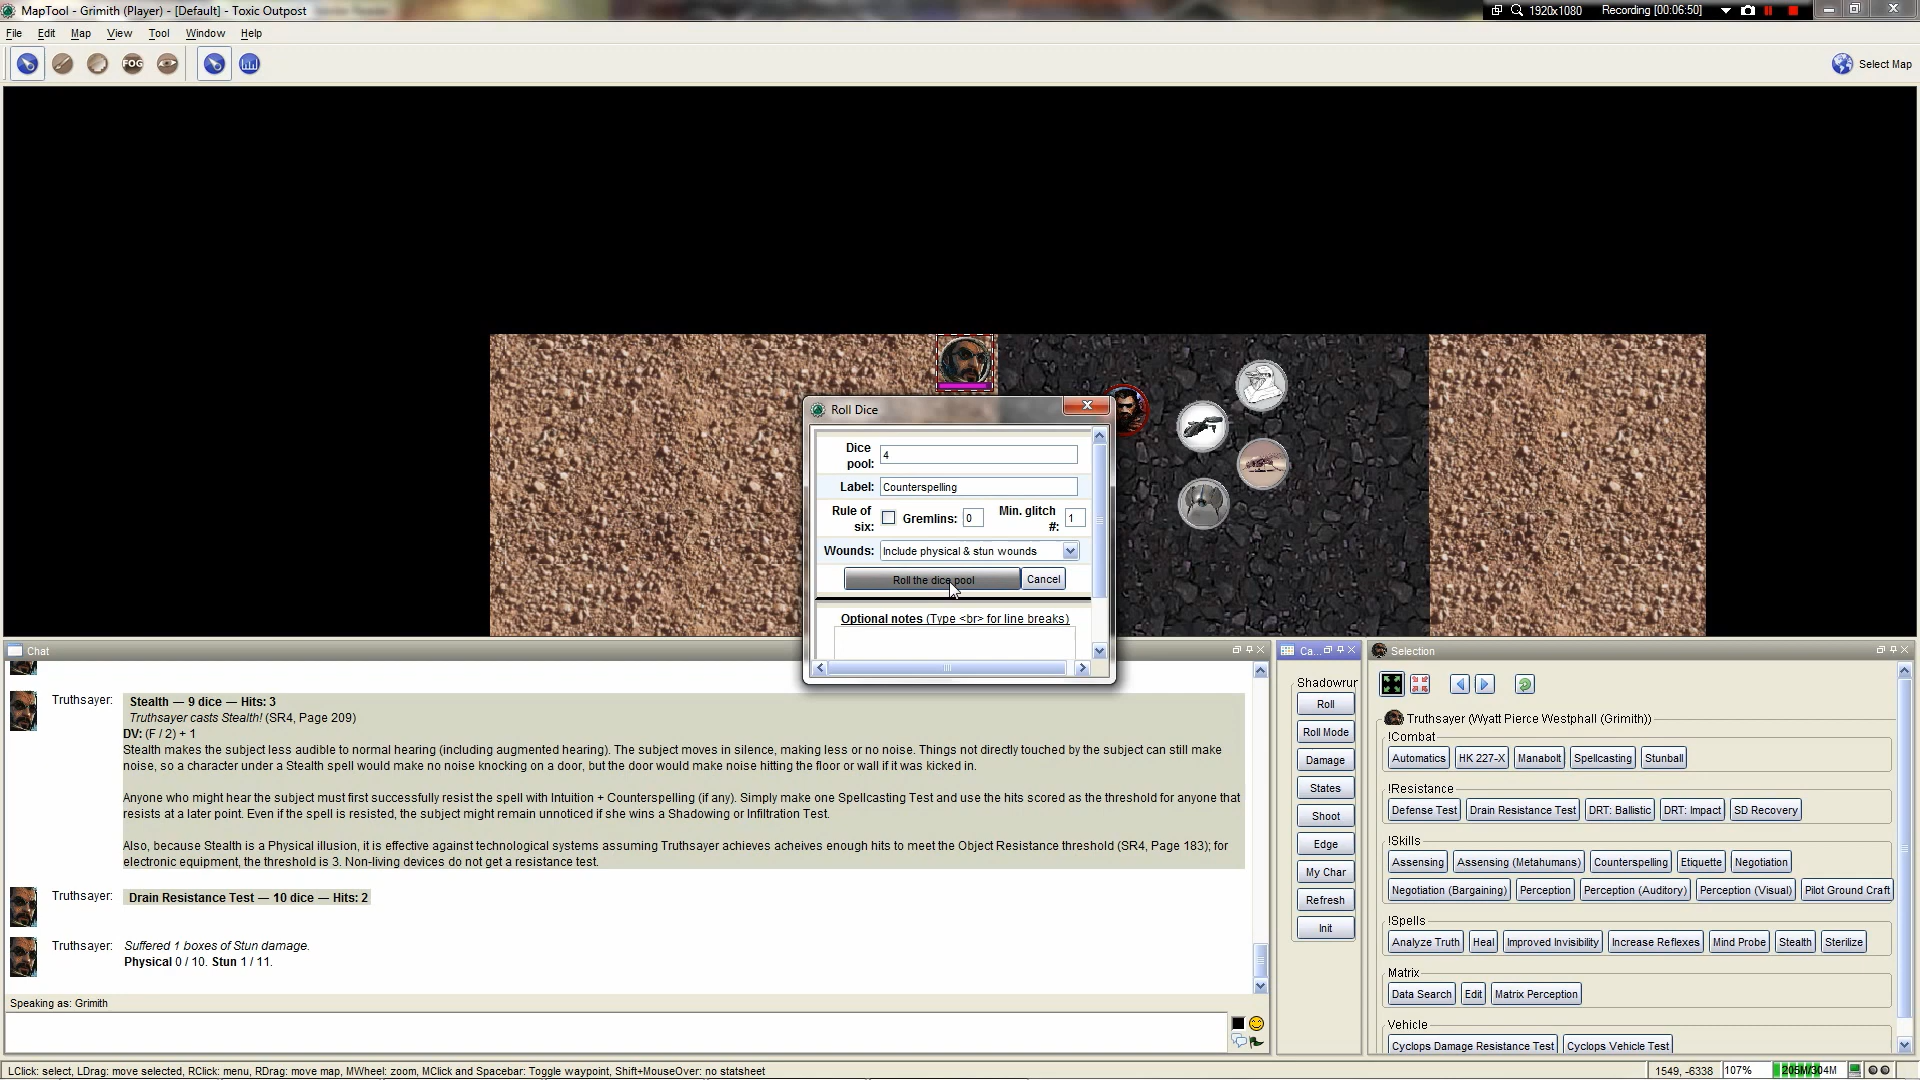 MapTool - Grimith (Player) - [Default] - Toxic Outpost
1920x1080
Recording [00:06:50]
File Edit Map View Tool Window Help
FOG
Select Map
Roll Dice
Dice pool: 4
Label: Counterspelling
Rule of six: Gremlins: 0 Min. glitch #: 1
Wounds: Include physical & stun wounds
Roll the dice pool Cancel
Optional notes (Type <br> for line breaks)
Chat
Truthsayer: Stealth — 9 dice — Hits: 3
Truthsayer casts Stealth! (SR4, Page 209)
DV: (F / 2) + 1
Stealth makes the subject less audible to normal hearing (including augmented hearing). The subject moves in silence, making less or no noise. Things not directly touched by the subject can still make
noise, so a character under a Stealth spell would make no noise knocking on a door, but the door would make noise hitting the floor or wall if it was kicked in.
Anyone who might hear the subject must first successfully resist the spell with Intuition + Counterspelling (if any). Simply make one Spellcasting Test and use the hits scored as the threshold for anyone that
resists at a later point. Even if the spell is resisted, the subject might remain unnoticed if she wins a Shadowing or Infiltration Test.
Also, because Stealth is a Physical illusion, it is effective against technological systems assuming Truthsayer achieves acheives enough hits to meet the Object Resistance threshold (SR4, Page 183); for
electronic equipment, the threshold is 3. Non-living devices do not get a resistance test.
Truthsayer: Drain Resistance Test — 10 dice — Hits: 2
Truthsayer: Suffered 1 boxes of Stun damage.
Physical 0 / 10. Stun 1 / 11.
Speaking as: Grimith
Ca...
Shadowrur
Roll
Roll Mode
Damage
States
Shoot
Edge
My Char
Refresh
Init
Selection
Truthsayer (Wyatt Pierce Westphall (Grimith))
!Combat
Automatics HK 227-X Manabolt Spellcasting Stunball
!Resistance
Defense Test Drain Resistance Test DRT: Ballistic DRT: Impact SD Recovery
!Skills
Assensing Assensing (Metahumans) Counterspelling Etiquette Negotiation
Negotiation (Bargaining) Perception Perception (Auditory) Perception (Visual) Pilot Ground Craft
!Spells
Analyze Truth Heal Improved Invisibility Increase Reflexes Mind Probe Stealth Sterilize
Matrix
Data Search Edit Matrix Perception
Vehicle
Cyclops Damage Resistance Test Cyclops Vehicle Test
LClick: select, LDrag: move selected, RClick: menu, RDrag: move map, MWheel: zoom, MClick and Spacebar: Toggle waypoint, Shift+MouseOver: no statsheet
1549, -6338 107% 205M/304M